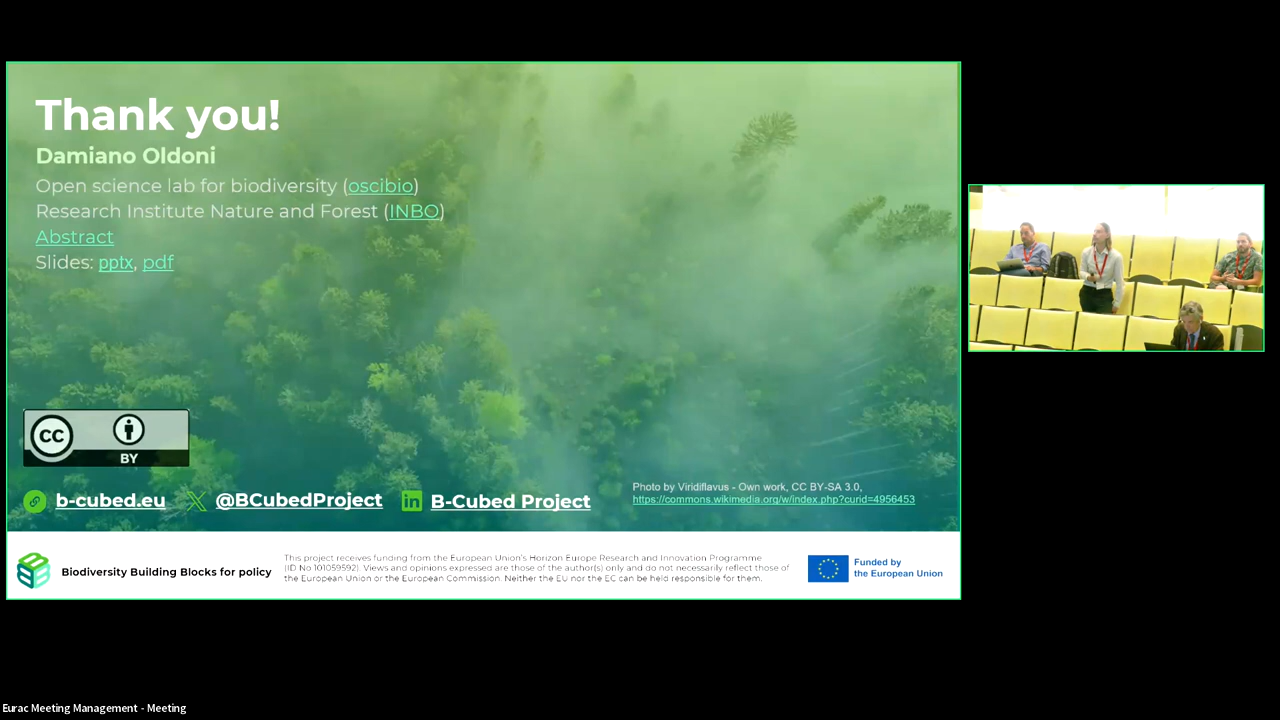 Thank you!
Damiano Oldoni
Open science lab for biodiversity (oscibio)
Research Institute Nature and Forest (INBO)
Abstract
Slides: pptx, pdf
CC
BY
b-cubed.eu
@BCubedProject
in B-Cubed Project
Photo by Viridiflavus - Own work, CC BY-SA 3.0,
https://commons.wikimedia.org/w/index.php?curid=4956453
Biodiversity Building Blocks for policy
This project receives funding from the European Union's Horizon Europe Research and Innovation Programme
(ID No 101059592). Views and opinions expressed are those of the author(s) only and do not necessarily reflect those of
the European Union or the European Commission. Neither the EU nor the EC can be held responsible for them.
Funded by
the European Union
Eurac Meeting Management - Meeting